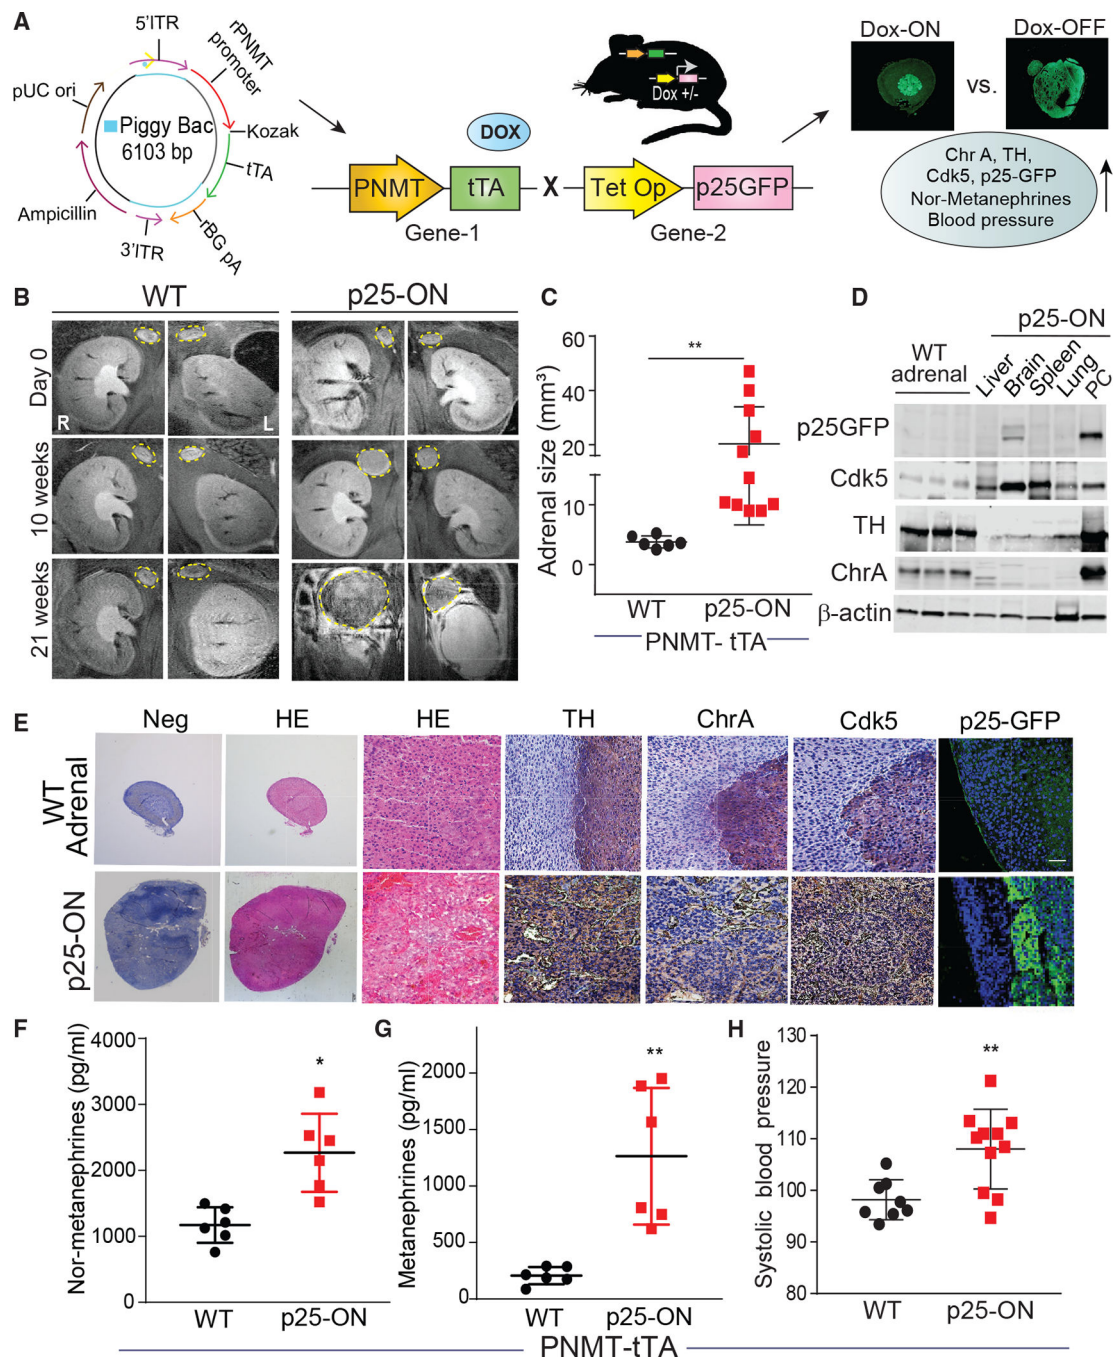 A
5'ITR
rPNMT
promoter
pUC ori
Piggy Bac
6103 bp
Kozak
tTA
Ampicillin
rBG pA
3'ITR
DOX
PNMT
tTA
X
Tet Op
p25GFP
Gene-1
Gene-2
Dox +/-
Dox-ON
vs.
Dox-OFF
Chr A, TH,
Cdk5, p25-GFP
Nor-Metanephrines
Blood pressure
B
WT
p25-ON
Day 0
R
L
10 weeks
21 weeks
C
Adrenal size (mm³)
60
40
20
10
0
**
WT
p25-ON
PNMT- tTA
D
p25-ON
WT
adrenal
Liver
Brain
Spleen
Lung
PC
p25GFP
Cdk5
TH
ChrA
β-actin
E
Neg
HE
HE
TH
ChrA
Cdk5
p25-GFP
WT
Adrenal
p25-ON
F
Nor-metanephrines (pg/ml)
4000
3000
2000
1000
0
*
WT
p25-ON
G
Metanephrines (pg/ml)
2000
1500
1000
500
0
**
WT
p25-ON
H
Systolic blood pressure
130
120
110
100
90
80
**
WT
p25-ON
PNMT-tTA